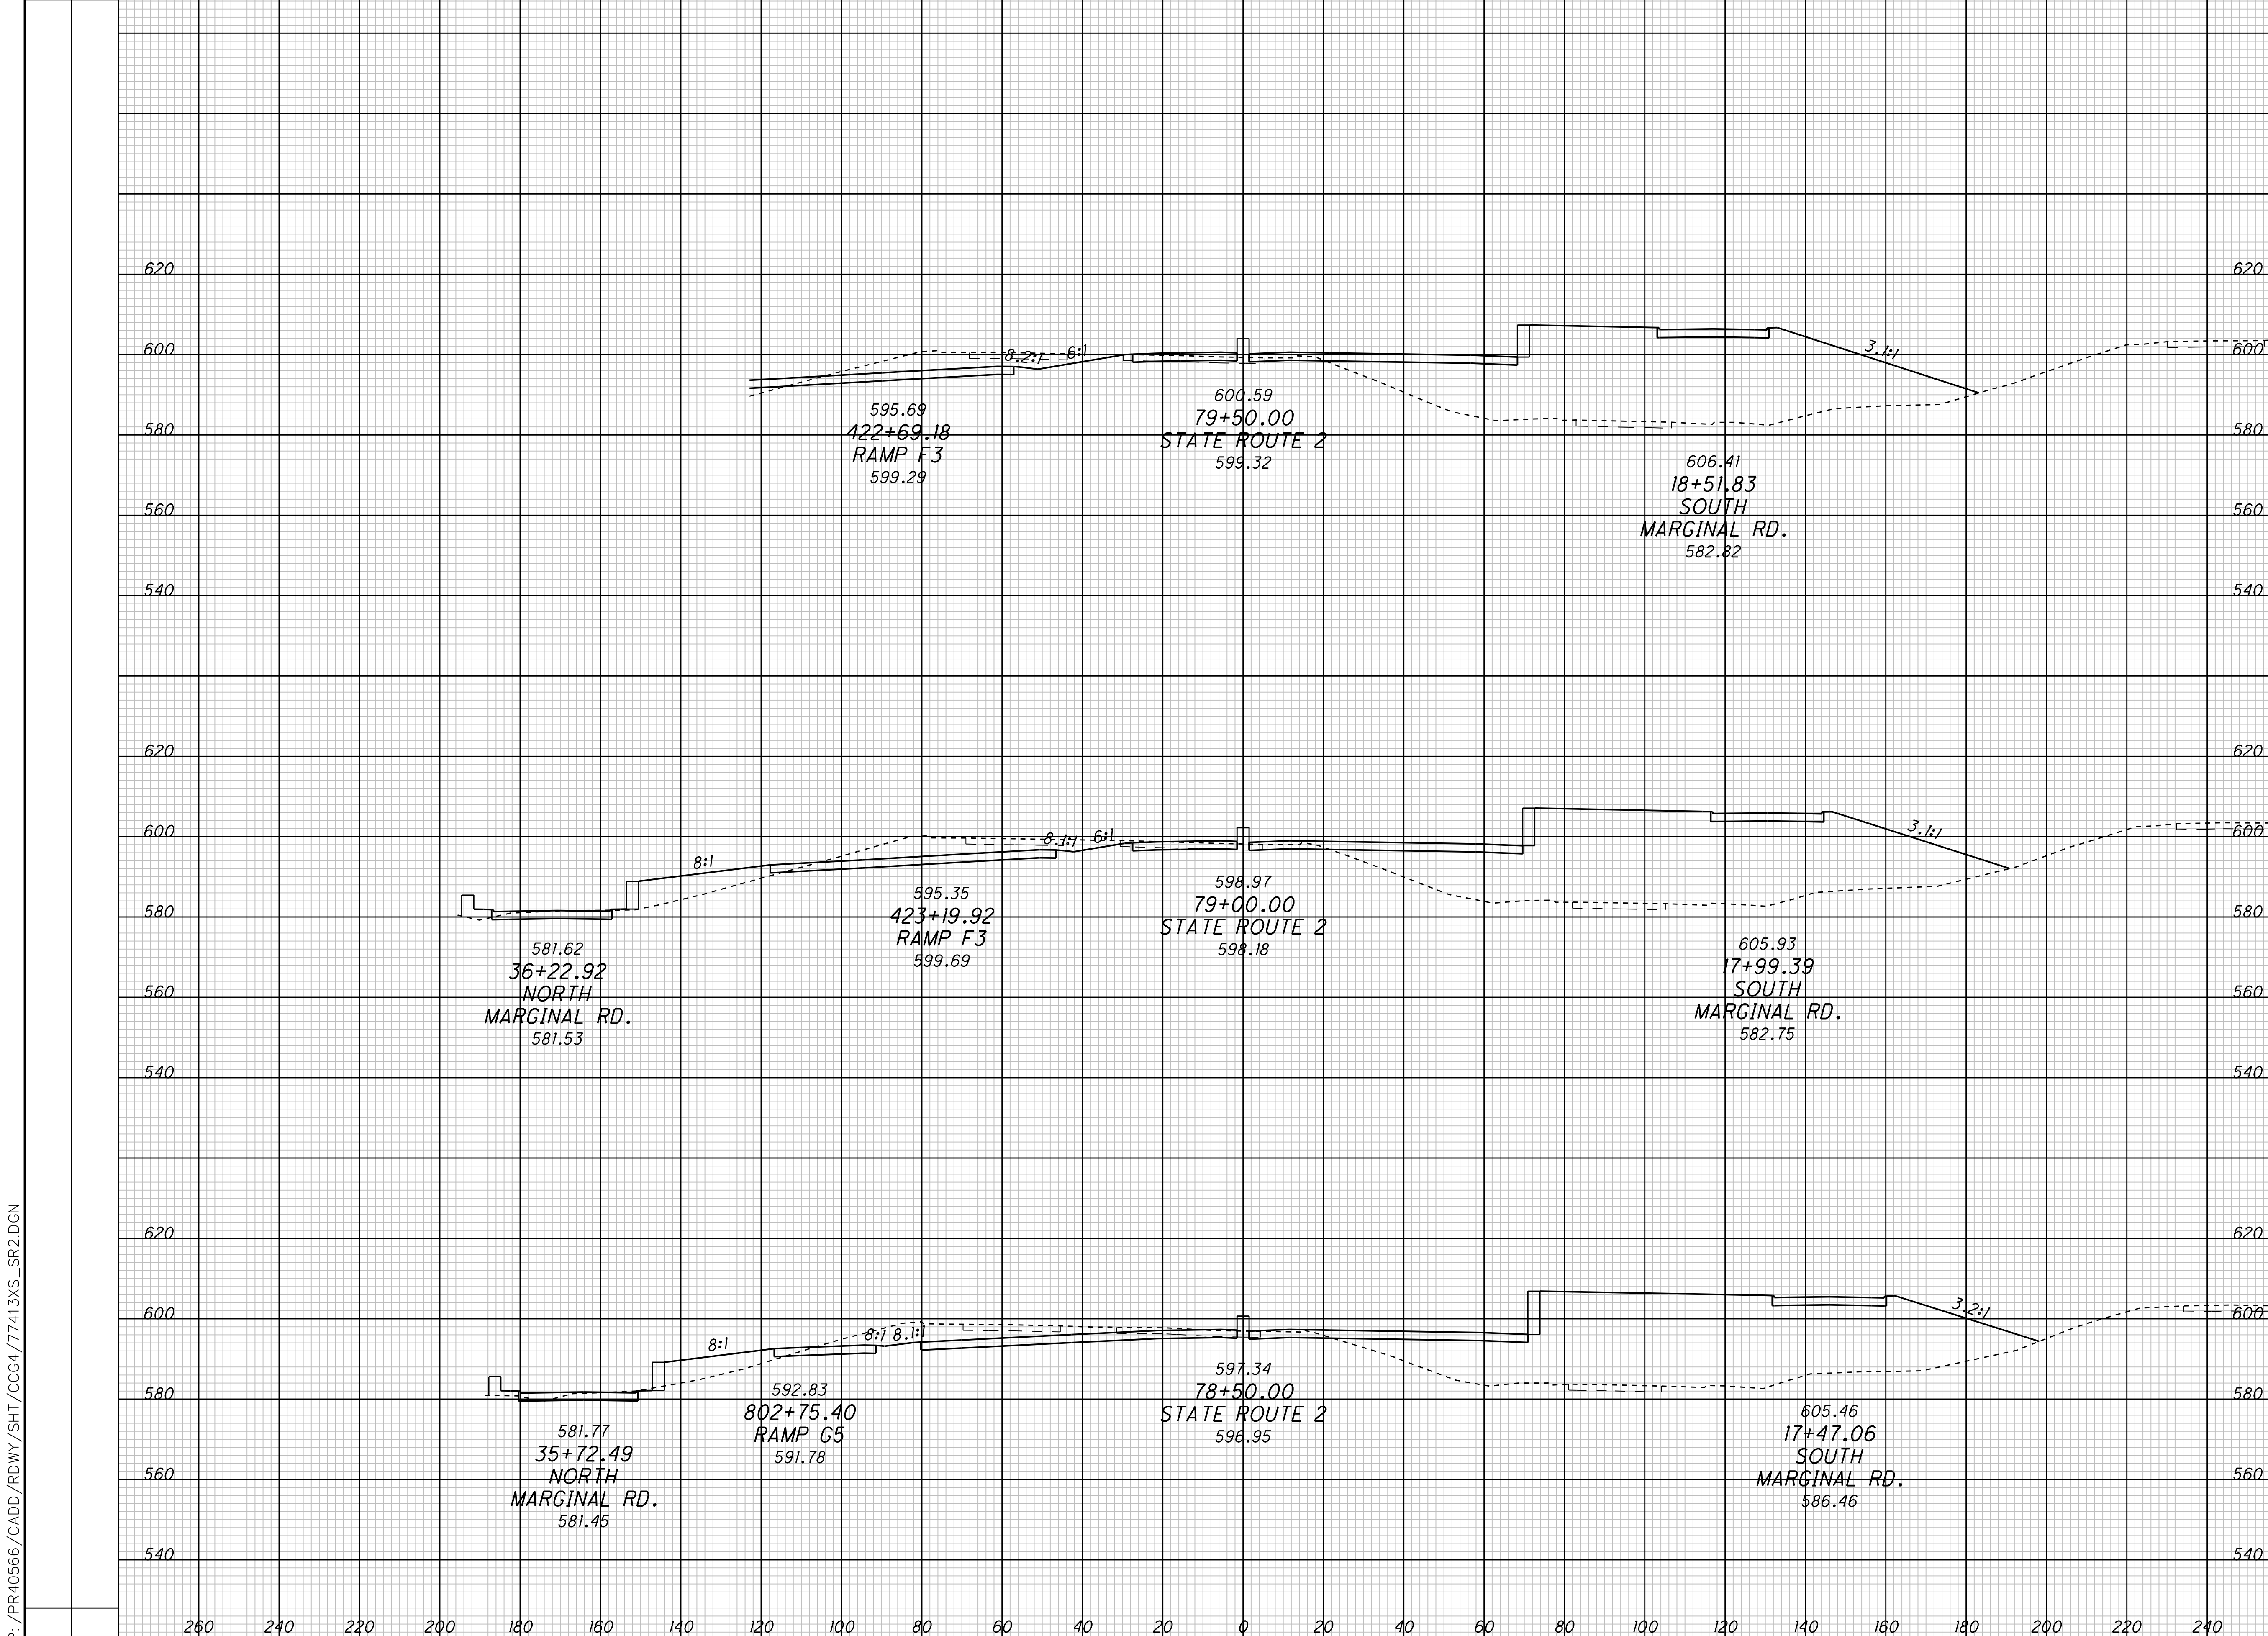 620 620
8.2:1 6:1 3.1:1
600 600
595.69
422+69.18
RAMP F3
599.29
600.59
79+50.00
STATE ROUTE 2
599.32
580 580
606.41
18+51.83
SOUTH
MARGINAL RD.
582.82
560 560
540 540
620 620
8:1 8.1:1 6:1 3.1:1
600 600
580 580
581.62
36+22.92
NORTH
MARGINAL RD.
581.53
595.35
423+19.92
RAMP F3
599.69
598.97
79+00.00
STATE ROUTE 2
598.18
605.93
17+99.39
SOUTH
MARGINAL RD.
582.75
560 560
540 540
620 620
8:1 8:1 8.1:1 3.2:1
600 600
580 580
581.77
35+72.49
NORTH
MARGINAL RD.
581.45
592.83
802+75.40
RAMP G5
591.78
597.34
78+50.00
STATE ROUTE 2
596.95
605.46
17+47.06
SOUTH
MARGINAL RD.
586.46
560 560
540 540
260 240 220 200 180 160 140 120 100 80 60 40 20 0 20 40 60 80 100 120 140 160 180 200 220 240
:/PR40566/CADD/RDWY/SHT/CCG4/77413XS_SR2.DGN